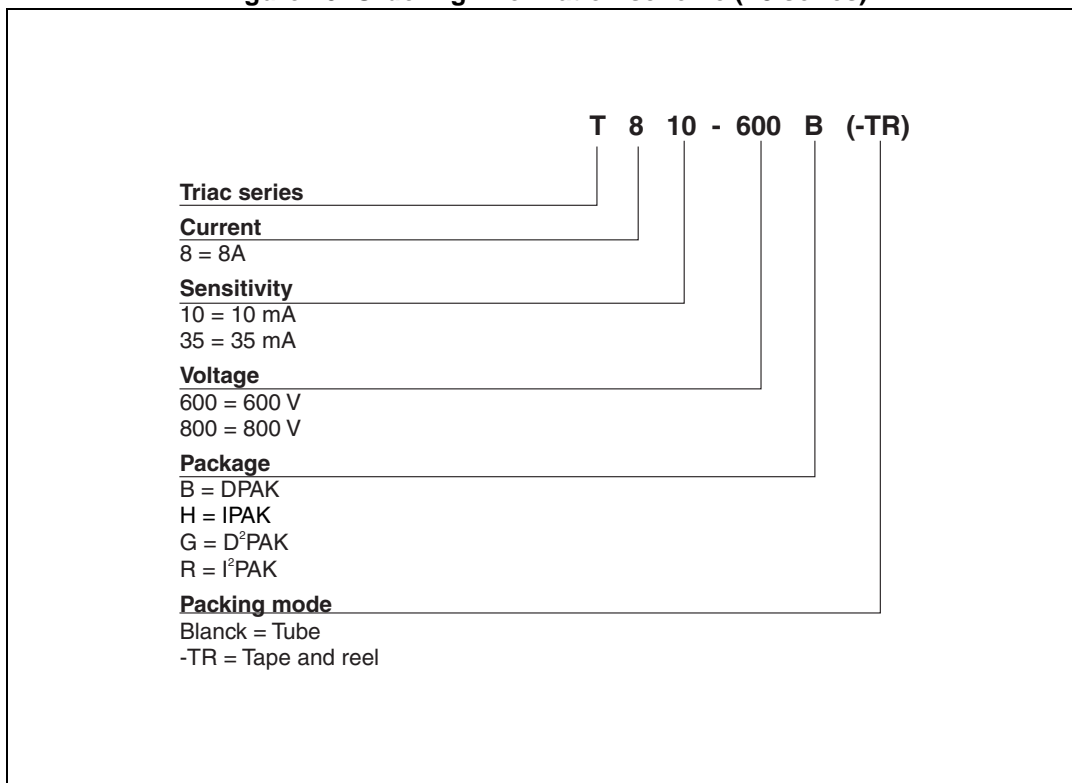 T 8 10 - 600 B (-TR)
Triac series
Current
8 = 8A
Sensitivity
10 = 10 mA
35 = 35 mA
Voltage
600 = 600 V
800 = 800 V
Package
B = DPAK
H = IPAK
G = D²PAK
R = I²PAK
Packing mode
Blanck = Tube
-TR = Tape and reel